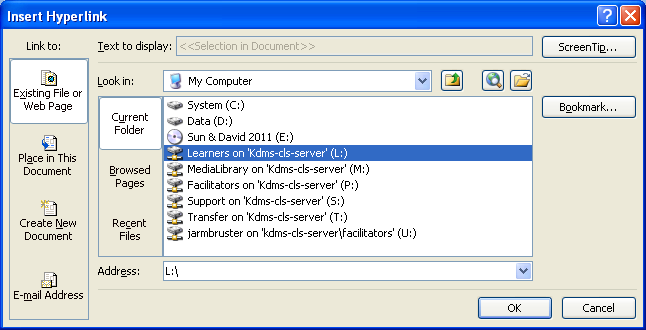 Insert Hyperlink
Link to:
Text to display: <<Selection in Document>>
ScreenTip...
Existing File or
Web Page
Look in: My Computer
Bookmark...
Current
Folder
System (C:)
Data (D:)
Sun & David 2011 (E:)
Learners on 'Kdms-cls-server' (L:)
MediaLibrary on 'Kdms-cls-server' (M:)
Facilitators on 'Kdms-cls-server' (P:)
Support on 'Kdms-cls-server' (S:)
Transfer on 'Kdms-cls-server' (T:)
jarmbruster on 'kdms-cls-server\facilitators' (U:)
Place in This
Document
Browsed
Pages
Create New
Document
Recent
Files
E-mail Address
Address: L:\
OK
Cancel